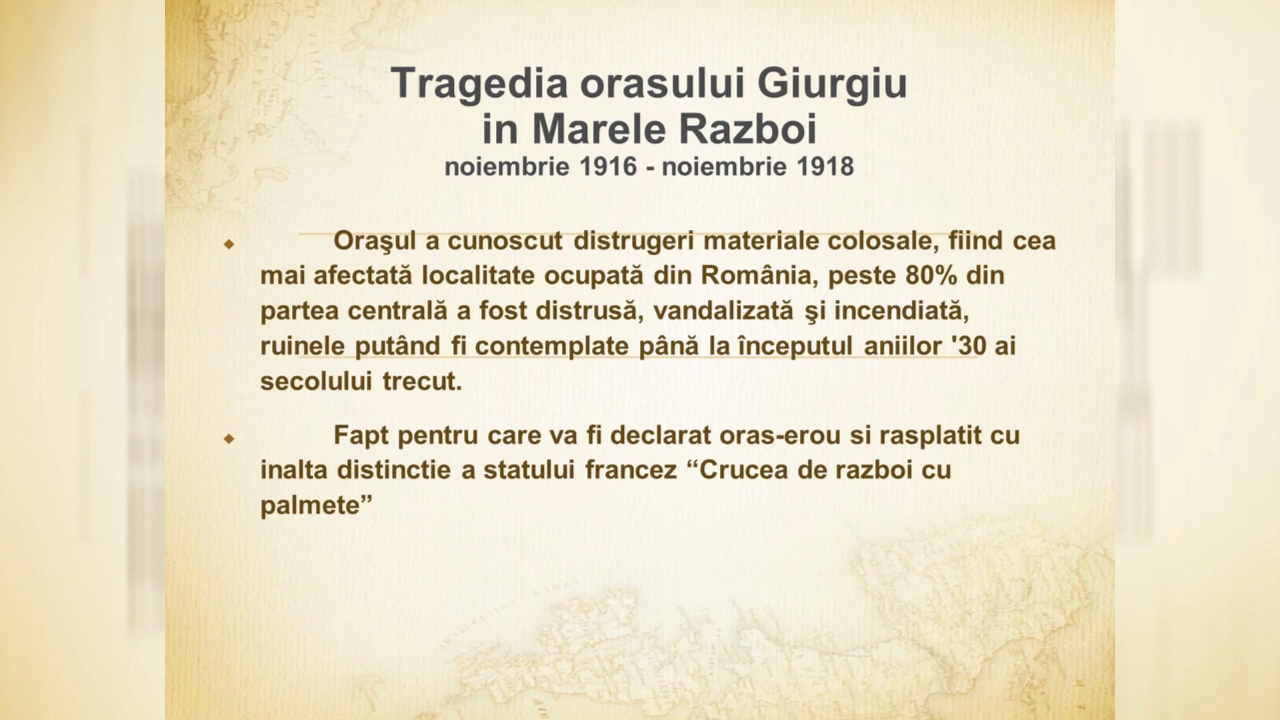 Tragedia orasului Giurgiu
in Marele Razboi
noiembrie 1916 - noiembrie 1918
Oraşul a cunoscut distrugeri materiale colosale, fiind cea
mai afectată localitate ocupată din România, peste 80% din
partea centrală a fost distrusă, vandalizată şi incendiată,
ruinele putând fi contemplate până la începutul aniilor '30 ai
secolului trecut.
Fapt pentru care va fi declarat oras-erou si rasplatit cu
inalta distinctie a statului francez “Crucea de razboi cu
palmete”